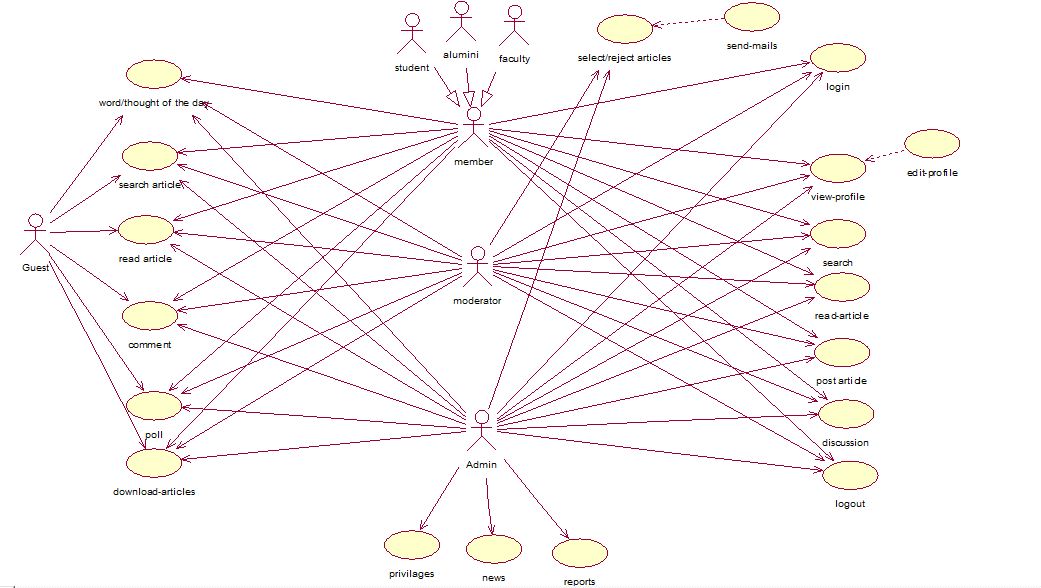 student
alumini
faculty
select/reject articles
send-mails
word/thought of the day
login
member
search article
edit-profile
view-profile
Guest
read article
search
moderator
read-article
comment
post article
poll
discussion
Admin
download-articles
logout
privilages
news
reports